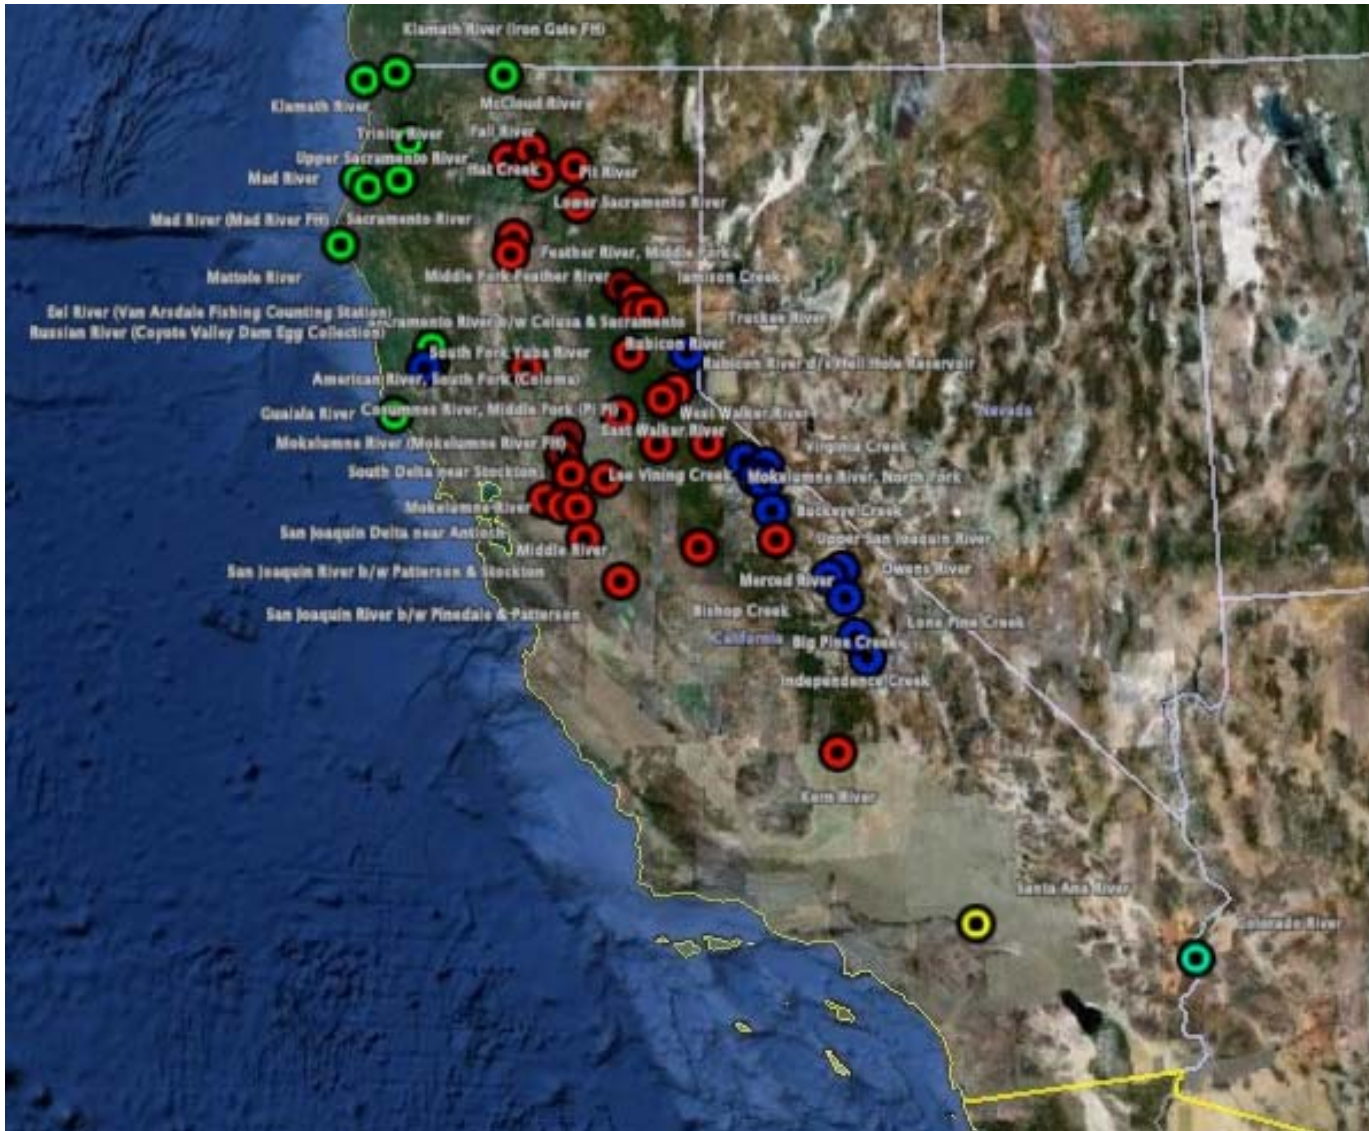 Klamath River (Iron Gate FH)
Klamath River
McCloud River
Trinity River
Fall River
Upper Sacramento River
Hat Creek
Pit River
Mad River
Lower Sacramento River
Mad River (Mad River FH)
Sacramento River
Feather River, Middle Fork
Mattole River
Middle Fork Feather River
Jamison Creek
Eel River (Van Arsdale Fishing Counting Station)
Sacramento River b/w Colusa & Sacramento
Truckee River
Russian River (Coyote Valley Dam Egg Collection)
Rubicon River
South Fork Yuba River
Rubicon River d/s Hell Hole Reservoir
American River, South Fork (Coloma)
Gualala River
Cosumnes River, Middle Fork (Pi Pi)
West Walker River
Nevada
East Walker River
Mokelumne River (Mokelumne River FH)
Virginia Creek
South Delta near Stockton
Lee Vining Creek
Mokelumne River, North Fork
Mokelumne River
Buckeye Creek
San Joaquin Delta near Antioch
Middle River
Upper San Joaquin River
San Joaquin River b/w Patterson & Stockton
Merced River
Owens River
San Joaquin River b/w Pinedale & Patterson
Bishop Creek
Lone Pine Creek
California
Big Pine Creek
Independence Creek
Kern River
Santa Ana River
Colorado River